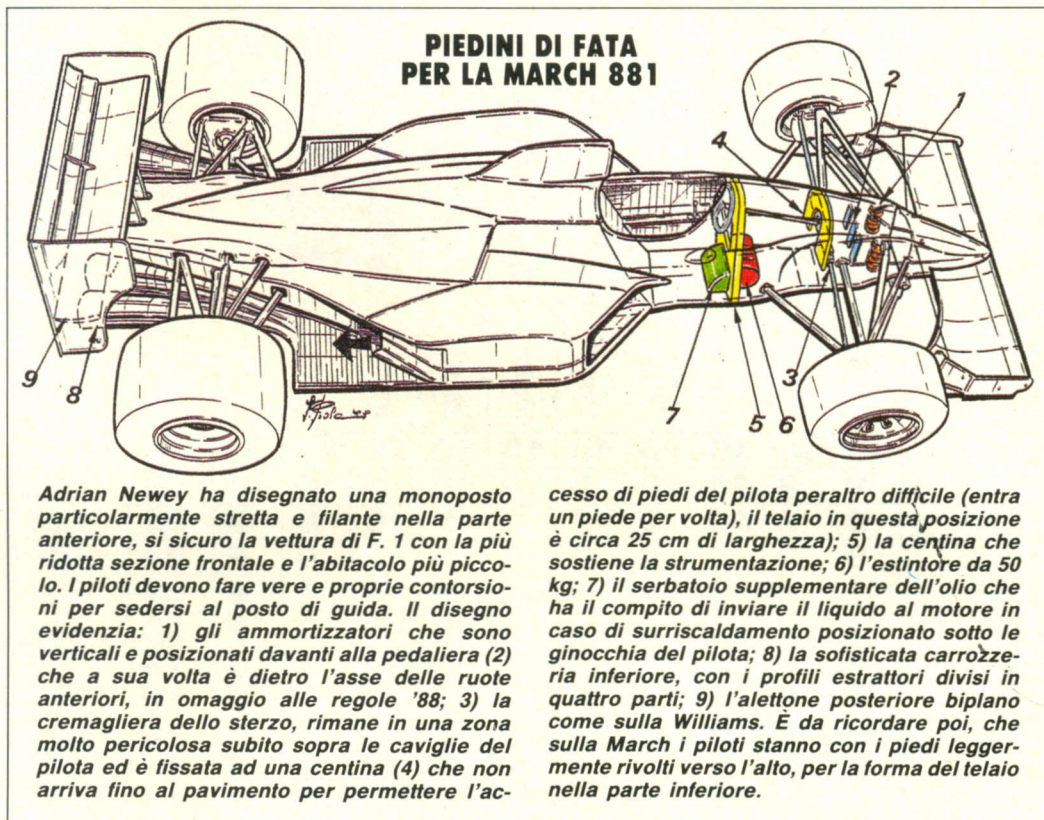 PIEDINI DI FATA
PER LA MARCH 881
2
1
4
3
9
8
7
5
6
Adrian Newey ha disegnato una monoposto
particolarmente stretta e filante nella parte
anteriore, si sicuro la vettura di F. 1 con la più
ridotta sezione frontale e l'abitacolo più picco-
lo. I piloti devono fare vere e proprie contorsio-
ni per sedersi al posto di guida. Il disegno
evidenzia: 1) gli ammortizzatori che sono
verticali e posizionati davanti alla pedaliera (2)
che a sua volta è dietro l'asse delle ruote
anteriori, in omaggio alle regole '88; 3) la
cremagliera dello sterzo, rimane in una zona
molto pericolosa subito sopra le caviglie del
pilota ed è fissata ad una centina (4) che non
arriva fino al pavimento per permettere l'ac-
cesso di piedi del pilota peraltro difficile (entra
un piede per volta), il telaio in questa posizione
è circa 25 cm di larghezza); 5) la centina che
sostiene la strumentazione; 6) l'estintore da 50
kg; 7) il serbatoio supplementare dell'olio che
ha il compito di inviare il liquido al motore in
caso di surriscaldamento posizionato sotto le
ginocchia del pilota; 8) la sofisticata carrozze-
ria inferiore, con i profili estrattori divisi in
quattro parti; 9) l'alettone posteriore biplano
come sulla Williams. È da ricordare poi, che
sulla March i piloti stanno con i piedi legger-
mente rivolti verso l'alto, per la forma del telaio
nella parte inferiore.